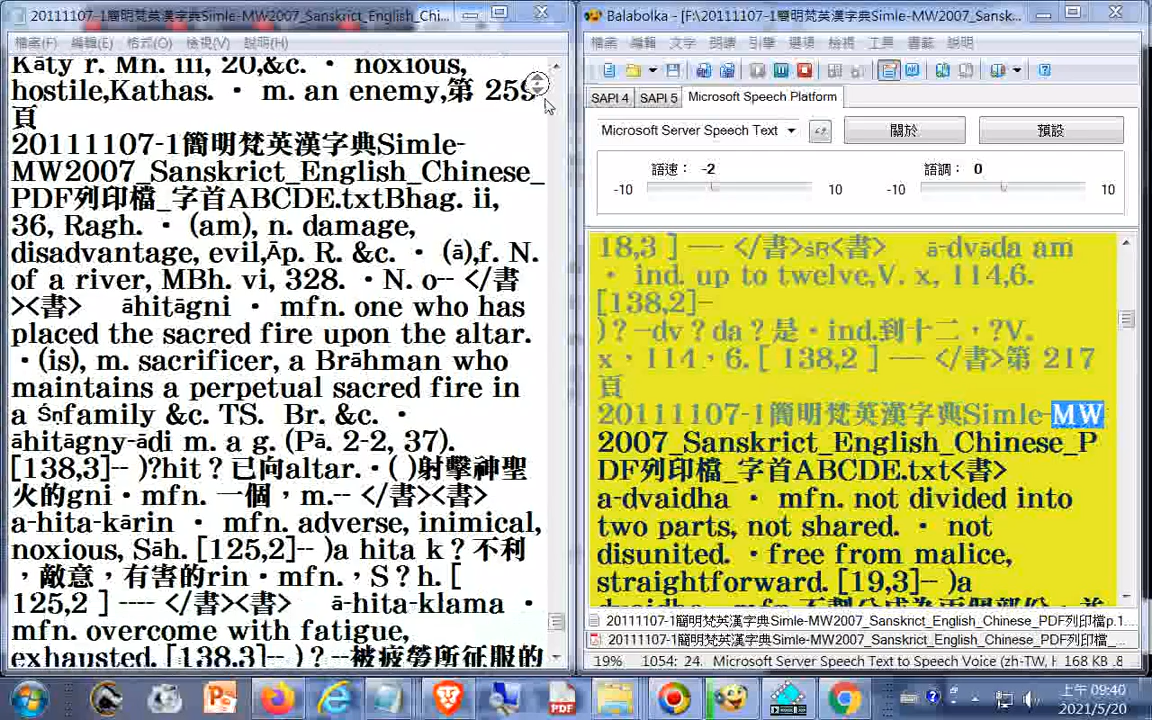 20111107-1簡明梵英漢字典Simle-MW2007_Sanskrict_English_Chi...
檔案(F) 編輯(E) 格式(O) 檢視(V) 說明(H)
Kāty r. Mn. iii, 20,&c. • noxious,
hostile,Kathas. • m. an enemy,第 259
頁
20111107-1簡明梵英漢字典Simle-
MW2007_Sanskrict_English_Chinese_
PDF列印檔_字首ABCDE.txtBhag. ii,
36, Ragh. • (am), n. damage,
disadvantage, evil,Āp. R. &c. • (ā),f. N.
of a river, MBh. vi, 328. • N. o-- </書
><書> āhitāgni • mfn. one who has
placed the sacred fire upon the altar.
•(is), m. sacrificer, a Brāhman who
maintains a perpetual sacred fire in
a Śṇfamily &c. TS. Br. &c. •
āhitāgny-ādi m. a g. (Pā. 2-2, 37).
[138,3]-- )?hit？已向altar.•( )射擊神聖
火的gni•mfn. 一個，m.-- </書><書>
a-hita-kārin • mfn. adverse, inimical,
noxious, Sāh. [125,2]-- )a hita k？不利
，敵意，有害的rin•mfn.，S？h. [
125,2 ] ---- </書><書> ā-hita-klama •
mfn. overcome with fatigue,
exhausted. [138,3]-- )？--被疲勞所征服的
Balabolka - [F:\20111107-1簡明梵英漢字典Simle-MW2007_Sansk...
檔案 編輯 文字 朗讀 引擎 選項 檢視 工具 書籤 說明
SAPI 4 SAPI 5 Microsoft Speech Platform
Microsoft Server Speech Text 關於 預設
語速： -2 語調： 0
-10 10 -10 10
18,3 ] -- </書>śR<書> ā-dvāda am
• ind. up to twelve,V. x, 114,6.
[138,2]--
)？--dv？da？是•ind.到十二，?V.
x，114，6. [ 138,2 ] -- </書>第 217
頁
20111107-1簡明梵英漢字典Simle-MW
2007_Sanskrict_English_Chinese_P
DF列印檔_字首ABCDE.txt<書>
a-dvaidha • mfn. not divided into
two parts, not shared. • not
disunited. •free from malice,
straightforward. [19,3]-- )a
20111107-1簡明梵英漢字典Simle-MW2007_Sanskrict_English_Chinese_PDF列印檔p.1...
20111107-1簡明梵英漢字典Simle-MW2007_Sanskrict_English_Chinese_PDF列印檔_...
19% 1054: 24. Microsoft Server Speech Text to Speech Voice (zh-TW, H 168 KB .8
上午 09:40
2021/5/20